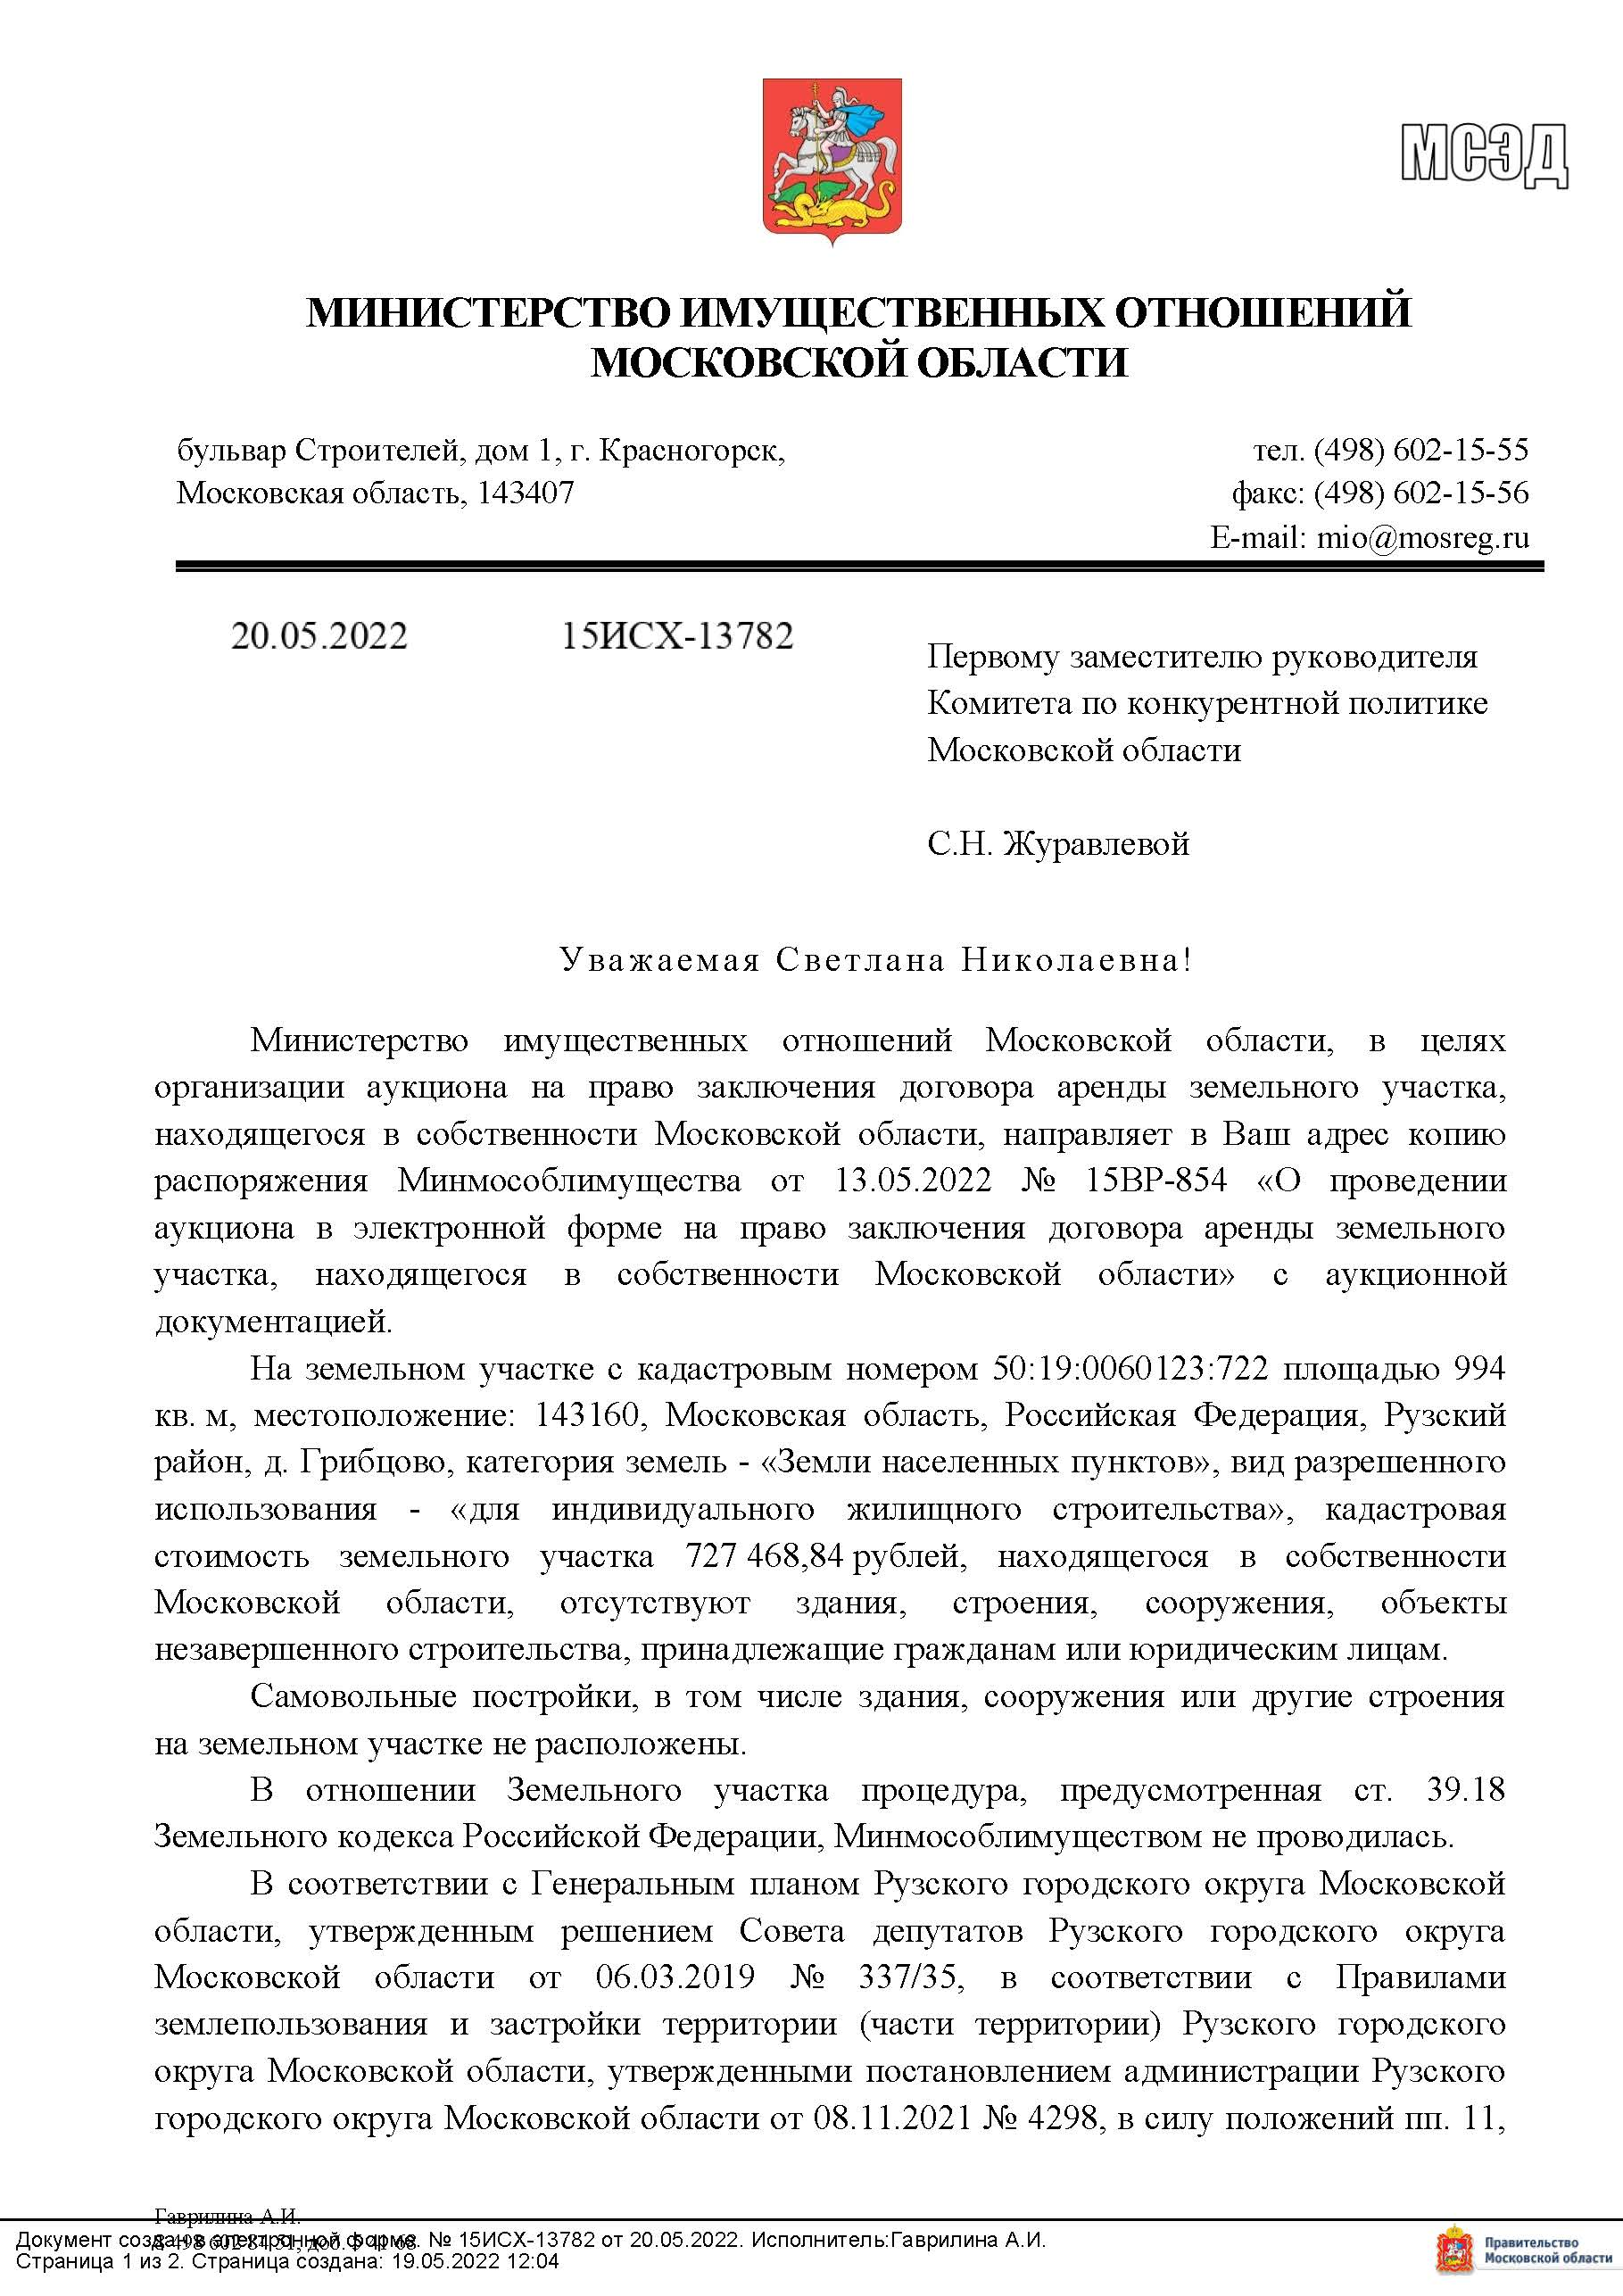 МСЭД
МИНИСТЕРСТВО ИМУЩЕСТВЕННЫХ ОТНОШЕНИЙ
МОСКОВСКОЙ ОБЛАСТИ
бульвар Строителей, дом 1, г. Красногорск,
Московская область, 143407
тел. (498) 602-15-55
факс: (498) 602-15-56
E-mail: mio@mosreg.ru
20.05.2022 15ИСХ-13782
Первому заместителю руководителя
Комитета по конкурентной политике
Московской области
С.Н. Журавлевой
Уважаемая Светлана Николаевна!
Министерство имущественных отношений Московской области, в целях
организации аукциона на право заключения договора аренды земельного участка,
находящегося в собственности Московской области, направляет в Ваш адрес копию
распоряжения Минмособлимущества от 13.05.2022 № 15ВР-854 «О проведении
аукциона в электронной форме на право заключения договора аренды земельного
участка, находящегося в собственности Московской области» с аукционной
документацией.
На земельном участке с кадастровым номером 50:19:0060123:722 площадью 994
кв. м, местоположение: 143160, Московская область, Российская Федерация, Рузский
район, д. Грибцово, категория земель - «Земли населенных пунктов», вид разрешенного
использования - «для индивидуального жилищного строительства», кадастровая
стоимость земельного участка 727 468,84 рублей, находящегося в собственности
Московской области, отсутствуют здания, строения, сооружения, объекты
незавершенного строительства, принадлежащие гражданам или юридическим лицам.
Самовольные постройки, в том числе здания, сооружения или другие строения
на земельном участке не расположены.
В отношении Земельного участка процедура, предусмотренная ст. 39.18
Земельного кодекса Российской Федерации, Минмособлимуществом не проводилась.
В соответствии с Генеральным планом Рузского городского округа Московской
области, утвержденным решением Совета депутатов Рузского городского округа
Московской области от 06.03.2019 № 337/35, в соответствии с Правилами
землепользования и застройки территории (части территории) Рузского городского
округа Московской области, утвержденными постановлением администрации Рузского
городского округа Московской области от 08.11.2021 № 4298, в силу положений пп. 11,
Гаврилина А.И.
Документ создан в электронной форме. № 15ИСХ-13782 от 20.05.2022. Исполнитель:Гаврилина А.И.
Страница 1 из 2. Страница создана: 19.05.2022 12:04
Правительство
Московской области